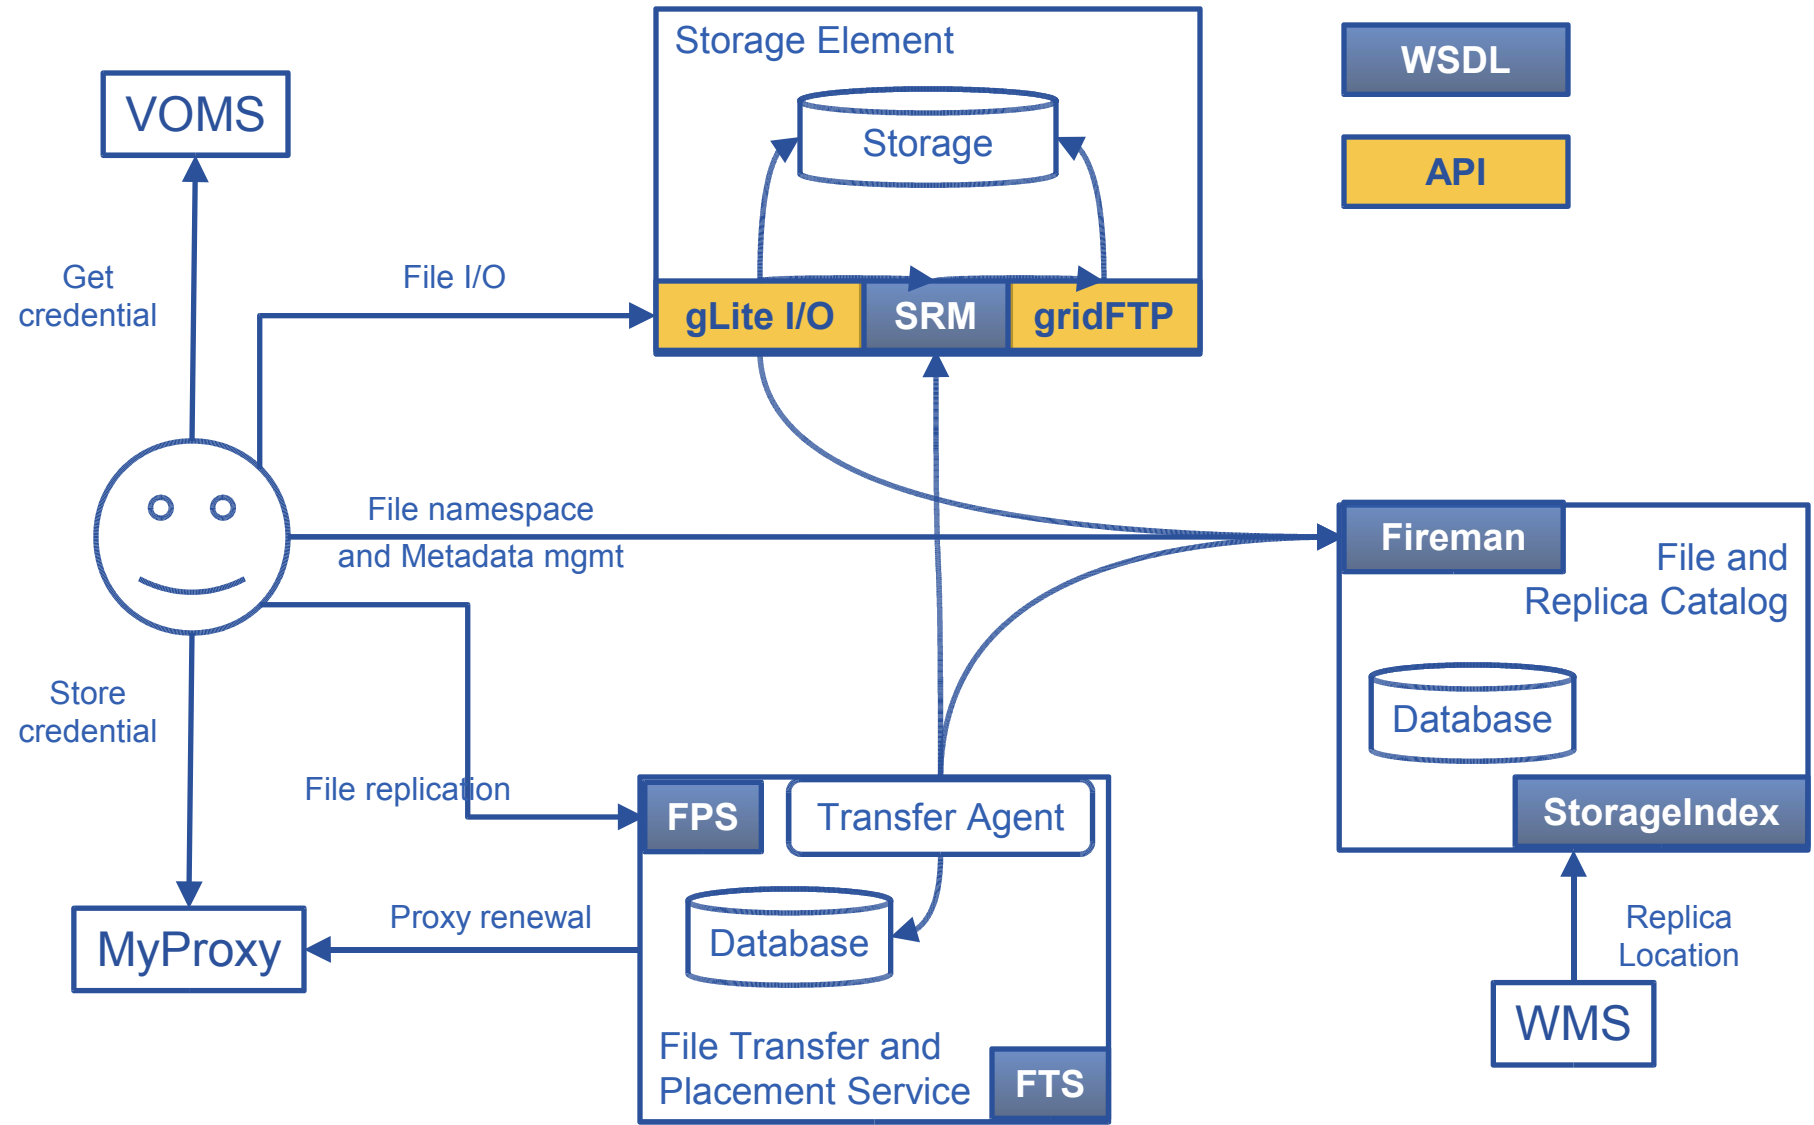 Storage Element
WSDL
VOMS
Storage
API
Get
credential
File I/O
gLite I/O
SRM
gridFTP
File namespace
and Metadata mgmt
Fireman
File and
Replica Catalog
Store
credential
Database
File replication
FPS
Transfer Agent
StorageIndex
Proxy renewal
MyProxy
Database
Replica
Location
WMS
File Transfer and
Placement Service
FTS